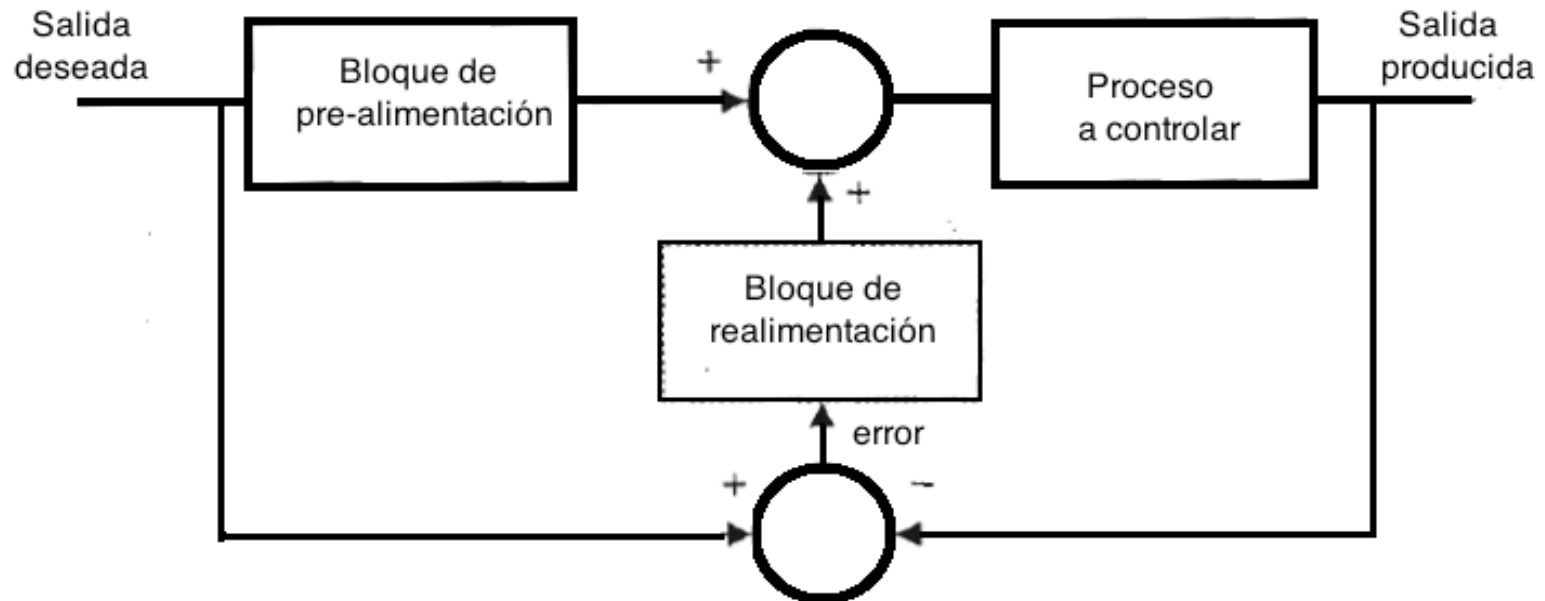 Salida
deseada
Bloque de
pre-alimentación
+
Proceso
a controlar
Salida
producida
+
Bloque de
realimentación
error
+
-